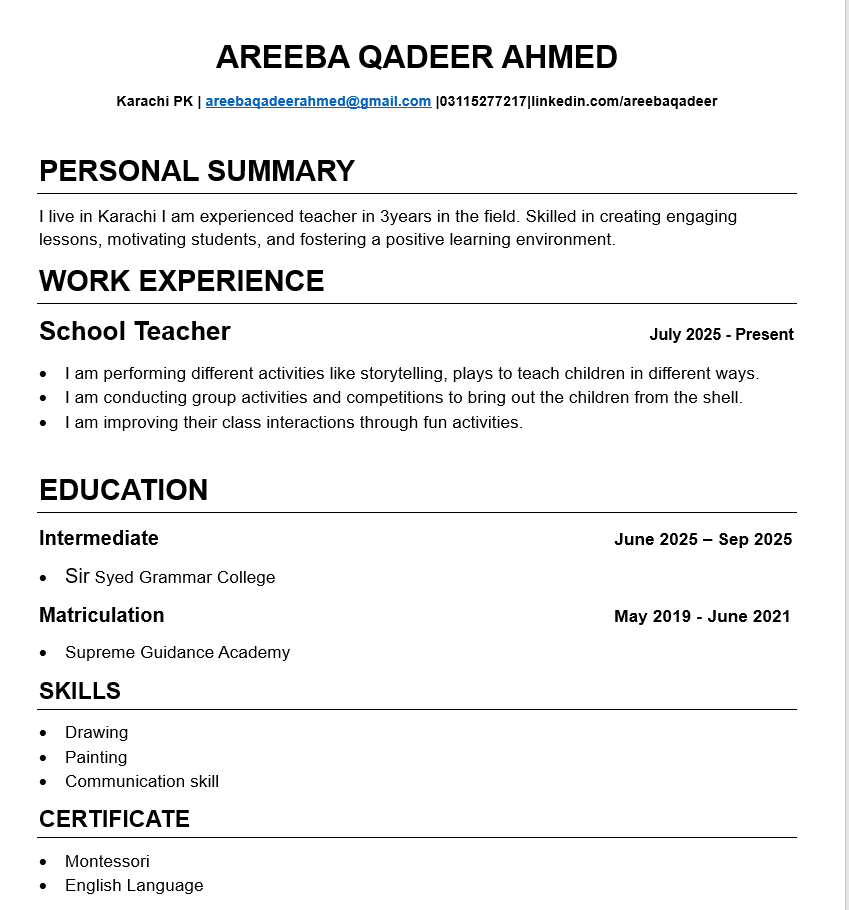 AREEBA QADEER AHMED
Karachi PK | areebaqadeerahmed@gmail.com |03115277217|linkedin.com/areebaqadeer
PERSONAL SUMMARY
I live in Karachi I am experienced teacher in 3years in the field. Skilled in creating engaging
lessons, motivating students, and fostering a positive learning environment.
WORK EXPERIENCE
School Teacher July 2025 - Present
• I am performing different activities like storytelling, plays to teach children in different ways.
• I am conducting group activities and competitions to bring out the children from the shell.
• I am improving their class interactions through fun activities.
EDUCATION
Intermediate June 2025 – Sep 2025
• Sir Syed Grammar College
Matriculation May 2019 - June 2021
• Supreme Guidance Academy
SKILLS
• Drawing
• Painting
• Communication skill
CERTIFICATE
• Montessori
• English Language